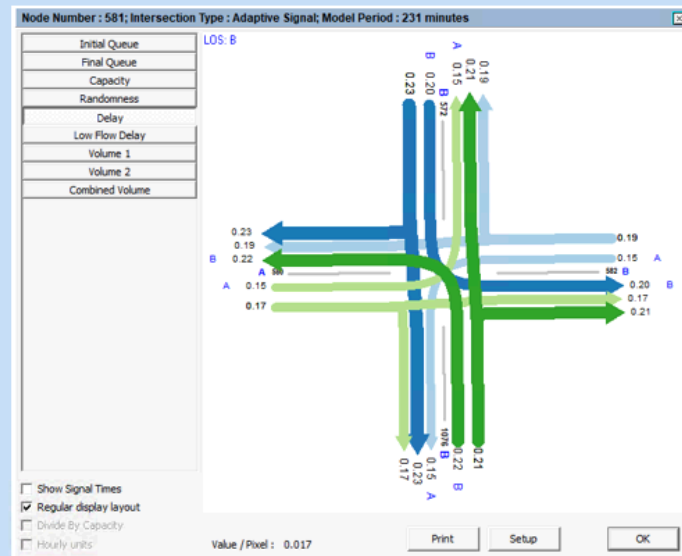 Node Number : 581; Intersection Type : Adaptive Signal; Model Period : 231 minutes
Initial Queue
Final Queue
Capacity
Randomness
Delay
Low Flow Delay
Volume 1
Volume 2
Combined Volume
LOS: B
A
B
0.23
0.20
B
572
0.15
0.21
0.19
0.23
0.19
B 0.22
A 580
A 0.15
0.17
0.19
0.15 A
582 B
0.20 B
0.17
0.21
0.17
0.23
0.15
A
1076 B
0.22
B
0.21
Show Signal Times
Regular display layout
Divide By Capacity
Hourly units
Value / Pixel : 0.017
Print
Setup
OK